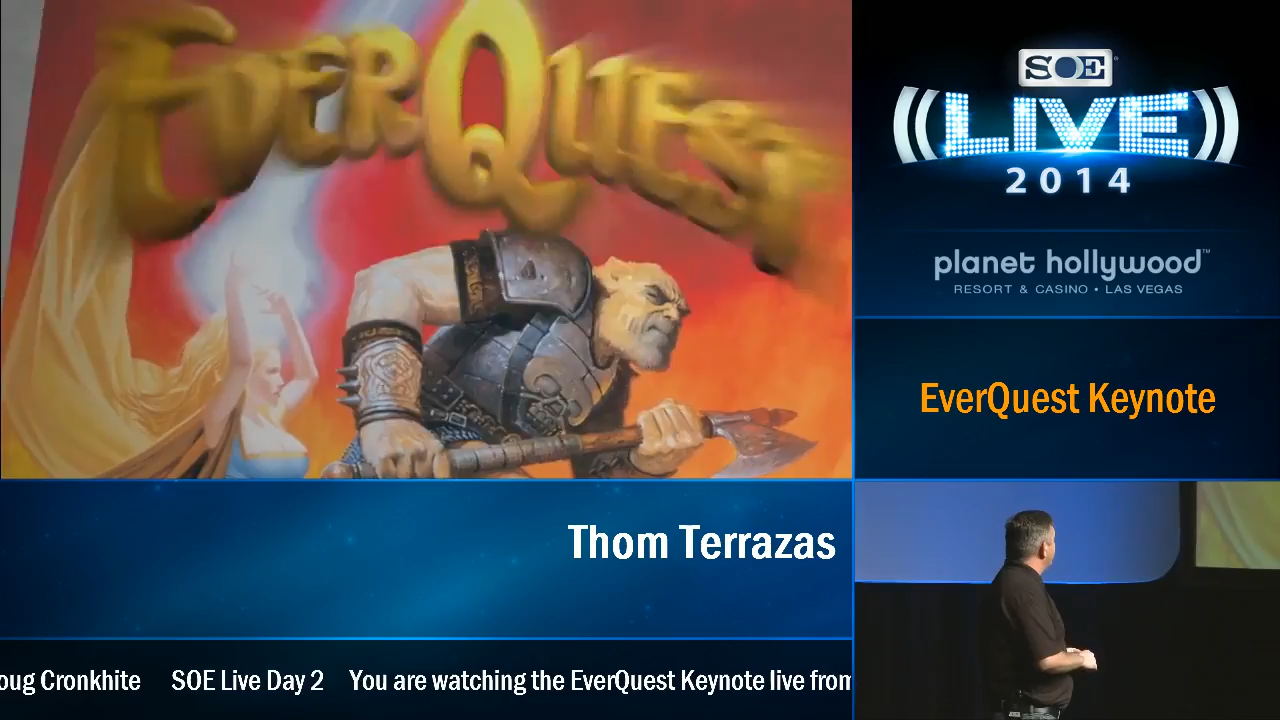 EVERQUEST
SOE
LIVE
2014
planet hollywood™
RESORT & CASINO • LAS VEGAS
EverQuest Keynote
Thom Terrazas
oug Cronkhite SOE Live Day 2 You are watching the EverQuest Keynote live from